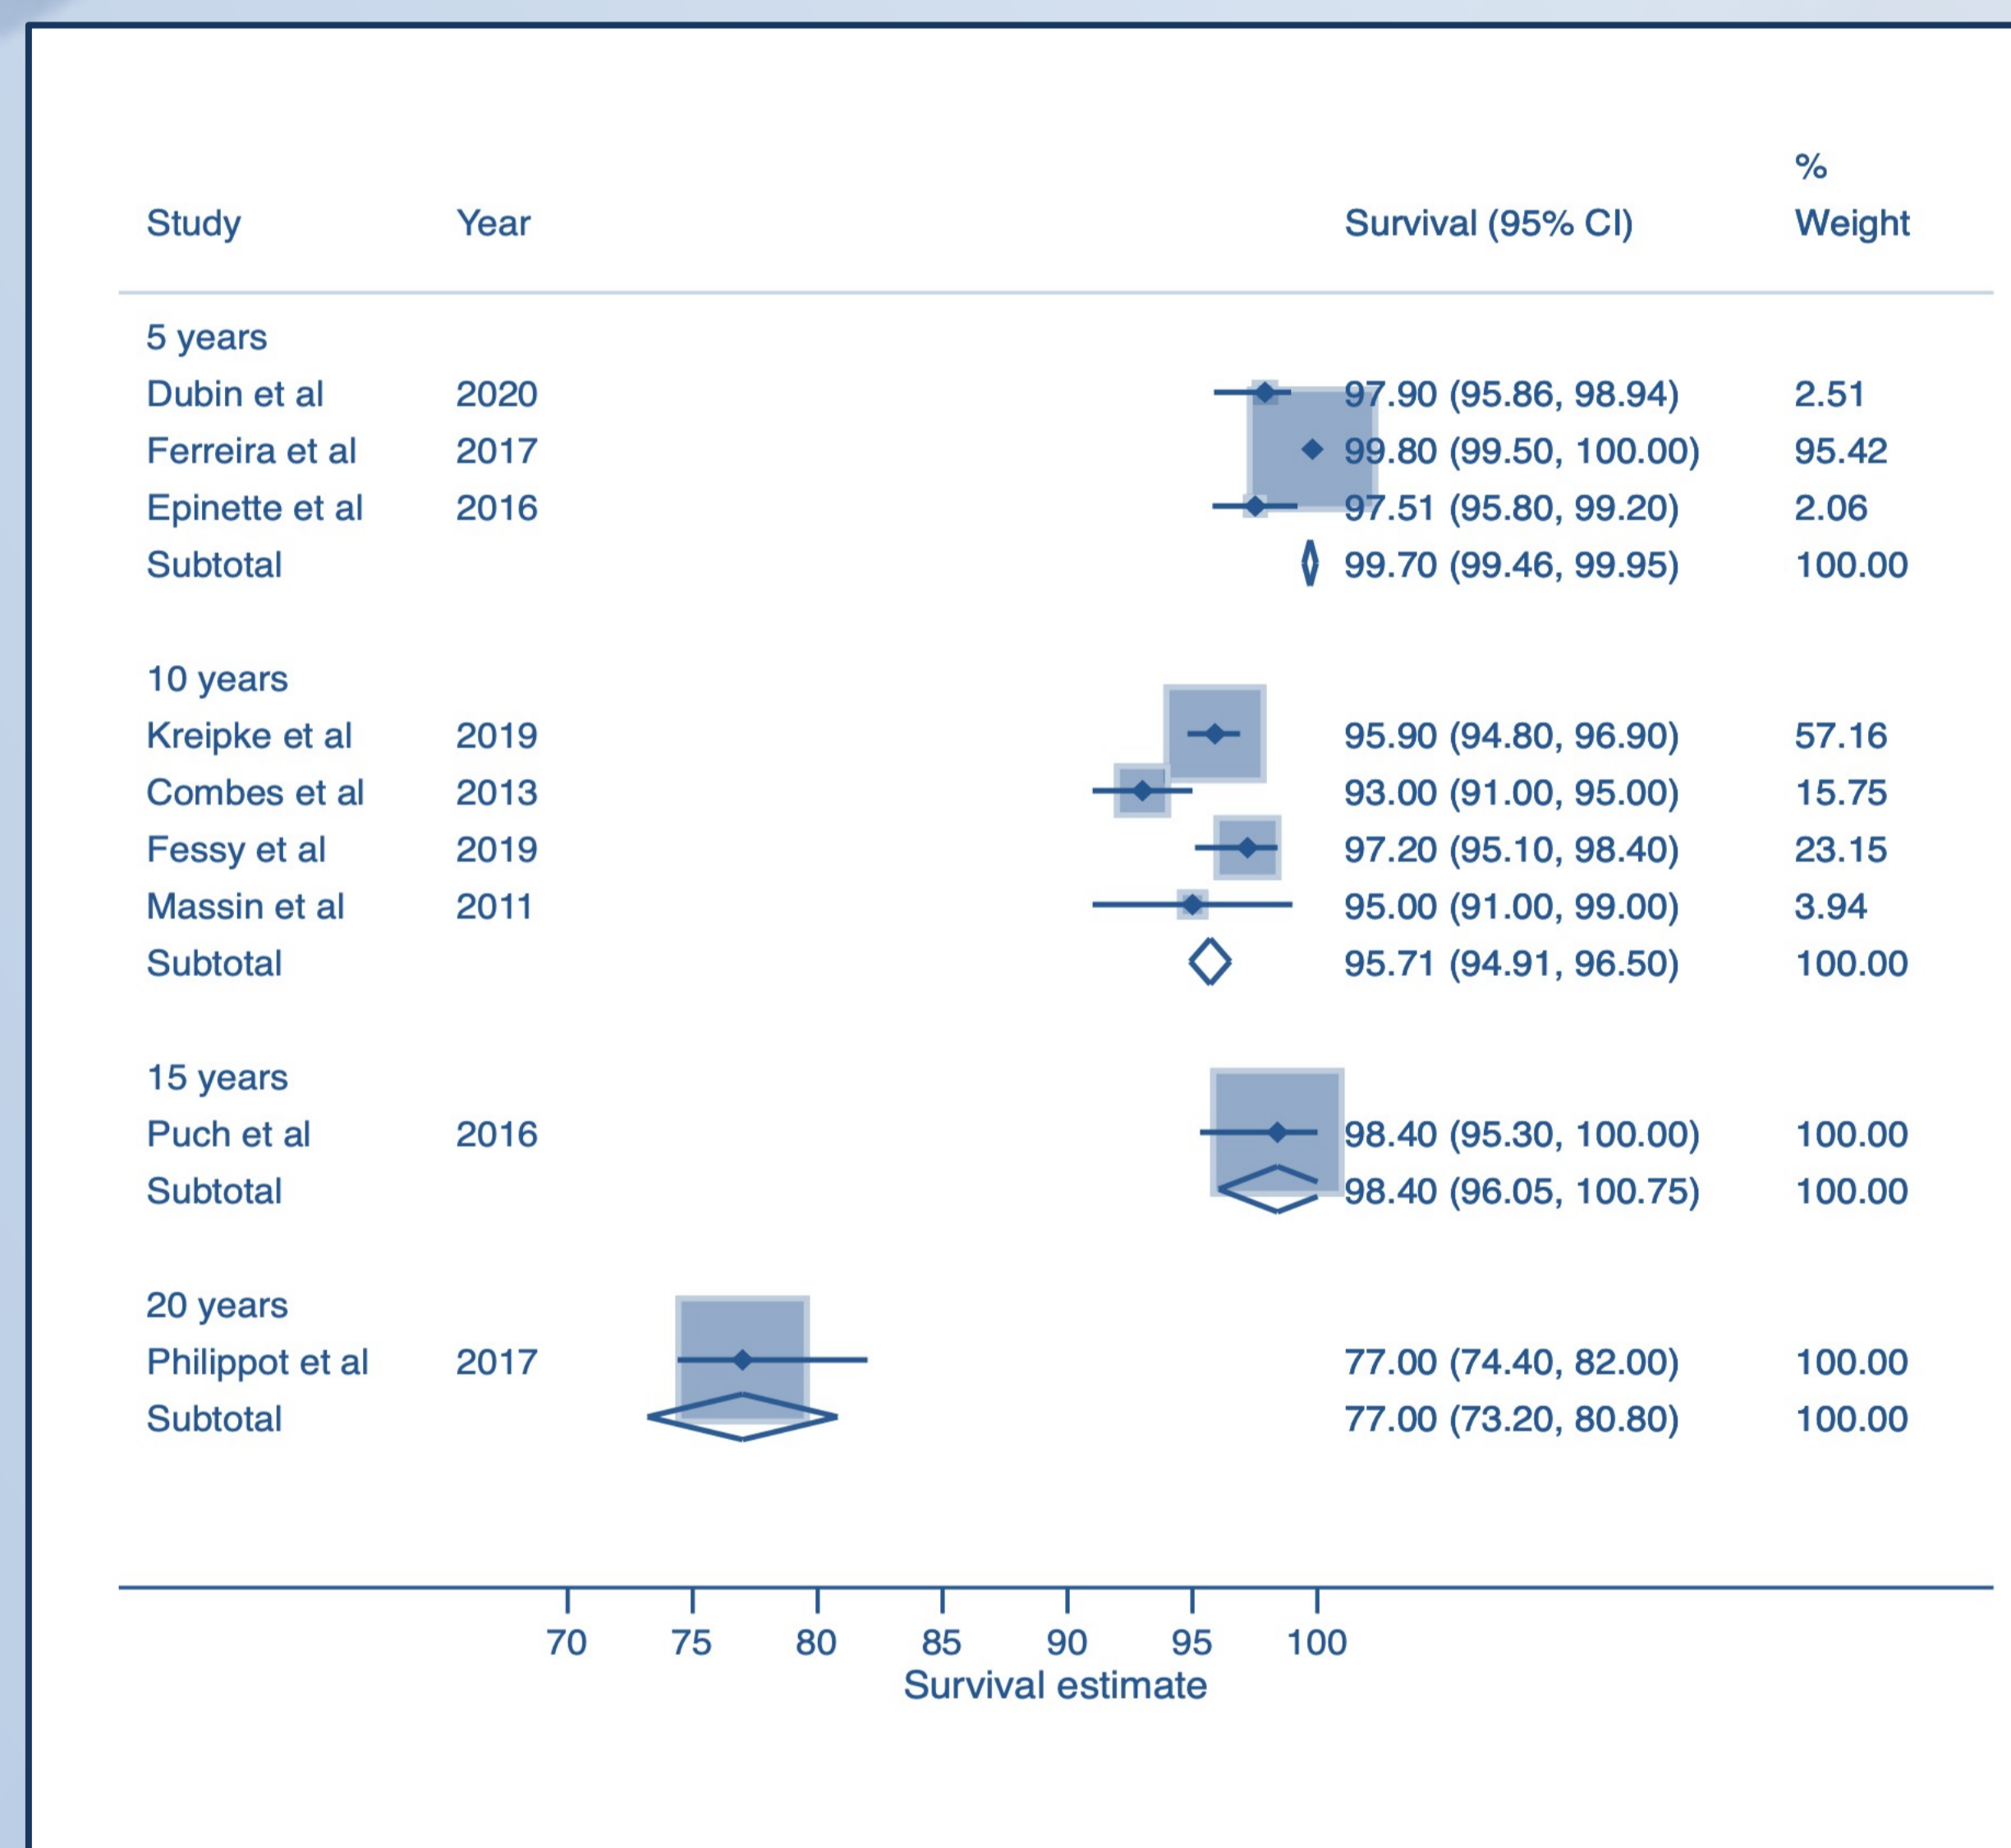 %
Study Year Survival (95% CI) Weight
5 years
Dubin et al 2020 97.90 (95.86, 98.94) 2.51
Ferreira et al 2017 99.80 (99.50, 100.00) 95.42
Epinette et al 2016 97.51 (95.80, 99.20) 2.06
Subtotal 99.70 (99.46, 99.95) 100.00
10 years
Kreipke et al 2019 95.90 (94.80, 96.90) 57.16
Combes et al 2013 93.00 (91.00, 95.00) 15.75
Fessy et al 2019 97.20 (95.10, 98.40) 23.15
Massin et al 2011 95.00 (91.00, 99.00) 3.94
Subtotal 95.71 (94.91, 96.50) 100.00
15 years
Puch et al 2016 98.40 (95.30, 100.00) 100.00
Subtotal 98.40 (96.05, 100.75) 100.00
20 years
Philippot et al 2017 77.00 (74.40, 82.00) 100.00
Subtotal 77.00 (73.20, 80.80) 100.00
70 75 80 85 90 95 100
Survival estimate